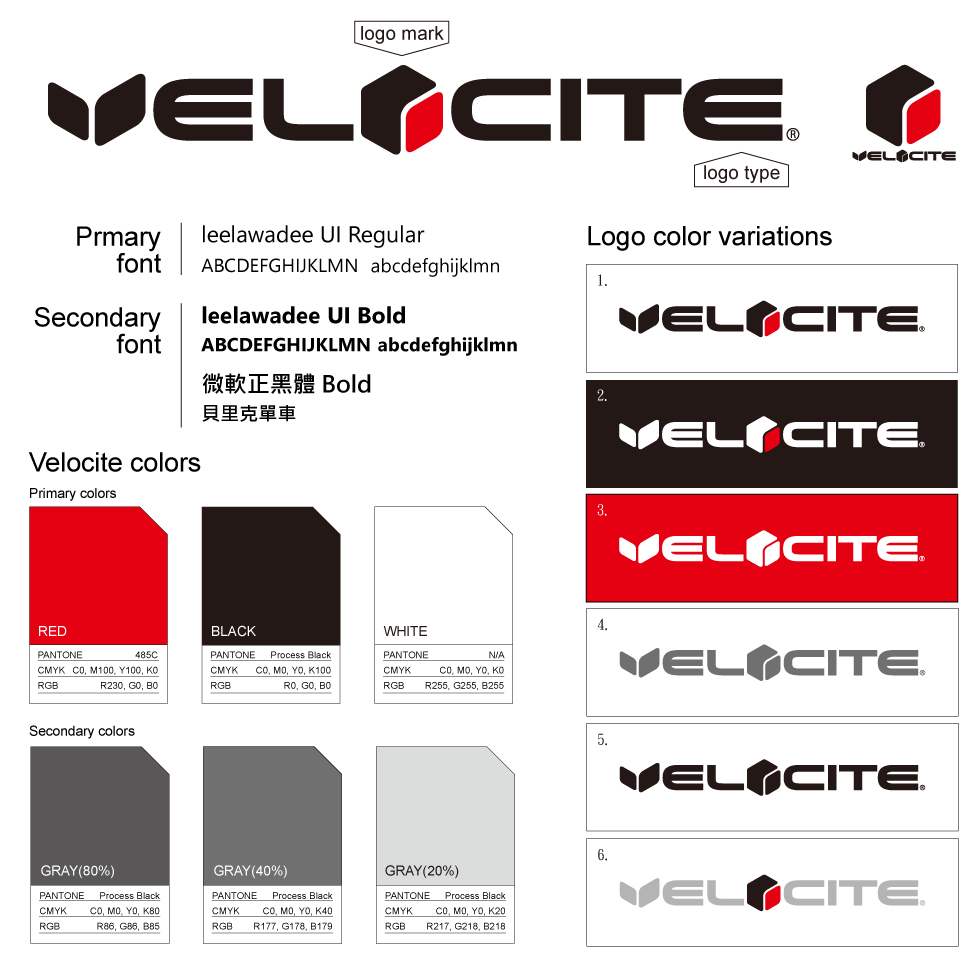 logo mark
VELOCITE®
VELOCITE
logo type
Prmary
font
leelawadee UI Regular
ABCDEFGHIJKLMN abcdefghijklmn
Secondary
font
leelawadee UI Bold
ABCDEFGHIJKLMN abcdefghijklmn
微軟正黑體 Bold
貝里克單車
Velocite colors
Primary colors
RED
PANTONE 485C
CMYK C0, M100, Y100, K0
RGB R230, G0, B0
BLACK
PANTONE Process Black
CMYK C0, M0, Y0, K100
RGB R0, G0, B0
WHITE
PANTONE N/A
CMYK C0, M0, Y0, K0
RGB R255, G255, B255
Secondary colors
GRAY(80%)
PANTONE Process Black
CMYK C0, M0, Y0, K80
RGB R86, G86, B85
GRAY(40%)
PANTONE Process Black
CMYK C0, M0, Y0, K40
RGB R177, G178, B179
GRAY(20%)
PANTONE Process Black
CMYK C0, M0, Y0, K20
RGB R217, G218, B218
Logo color variations
1.
VELOCITE®
2.
VELOCITE®
3.
VELOCITE®
4.
VELOCITE®
5.
VELOCITE®
6.
VELOCITE®